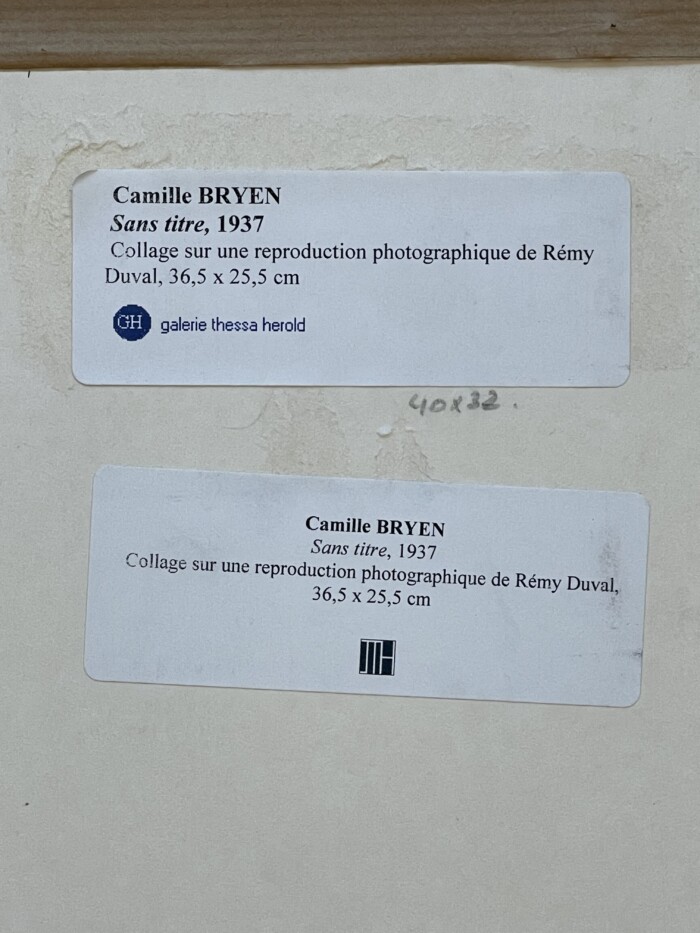 Camille BRYEN
Sans titre, 1937
Collage sur une reproduction photographique de Rémy
Duval, 36,5 x 25,5 cm
GH galerie thessa herold
40x32.
Camille BRYEN
Sans titre, 1937
Collage sur une reproduction photographique de Rémy Duval,
36,5 x 25,5 cm